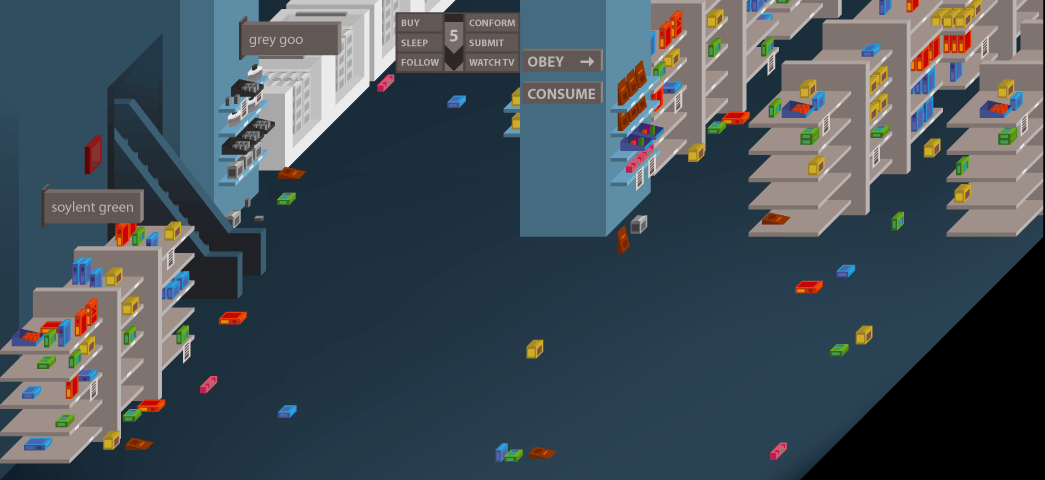 grey goo
BUY
SLEEP
FOLLOW
5
CONFORM
SUBMIT
WATCH TV
OBEY →
CONSUME
soylent green